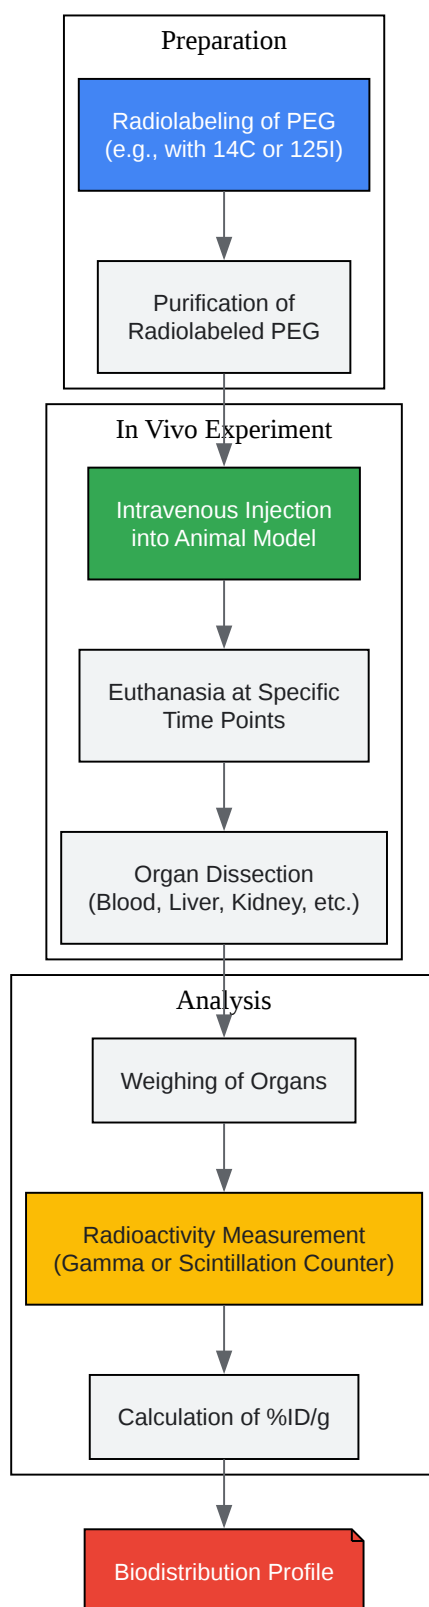 Preparation
Radiolabeling of PEG
(e.g., with 14C or 125I)
Purification of
Radiolabeled PEG
In Vivo Experiment
Intravenous Injection
into Animal Model
Euthanasia at Specific
Time Points
Organ Dissection
(Blood, Liver, Kidney, etc.)
Analysis
Weighing of Organs
Radioactivity Measurement
(Gamma or Scintillation Counter)
Calculation of %ID/g
Biodistribution Profile